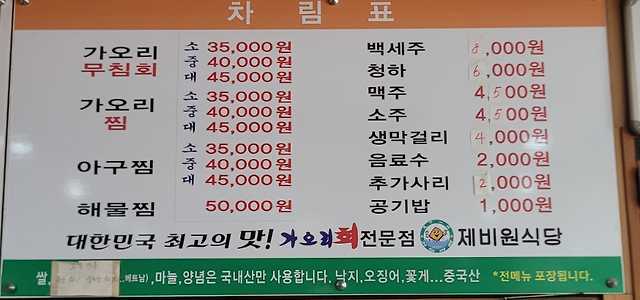 차림표
가오리 무침회
소 35,000원
중 40,000원
대 45,000원
가오리 찜
소 35,000원
중 40,000원
대 45,000원
아구찜
소 35,000원
중 40,000원
대 45,000원
해물찜 50,000원
백세주 8,000원
청하 6,000원
맥주 4,500원
소주 4,500원
생막걸리 4,000원
음료수 2,000원
추가사리 2,000원
공기밥 1,000원
대한민국 최고의 맛! 가오리회전문점 제비원식당
쌀, ...베트남),마늘,양념은 국내산만 사용합니다. 낙지,오징어,꽃게...중국산 *전메뉴 포장됩니다.